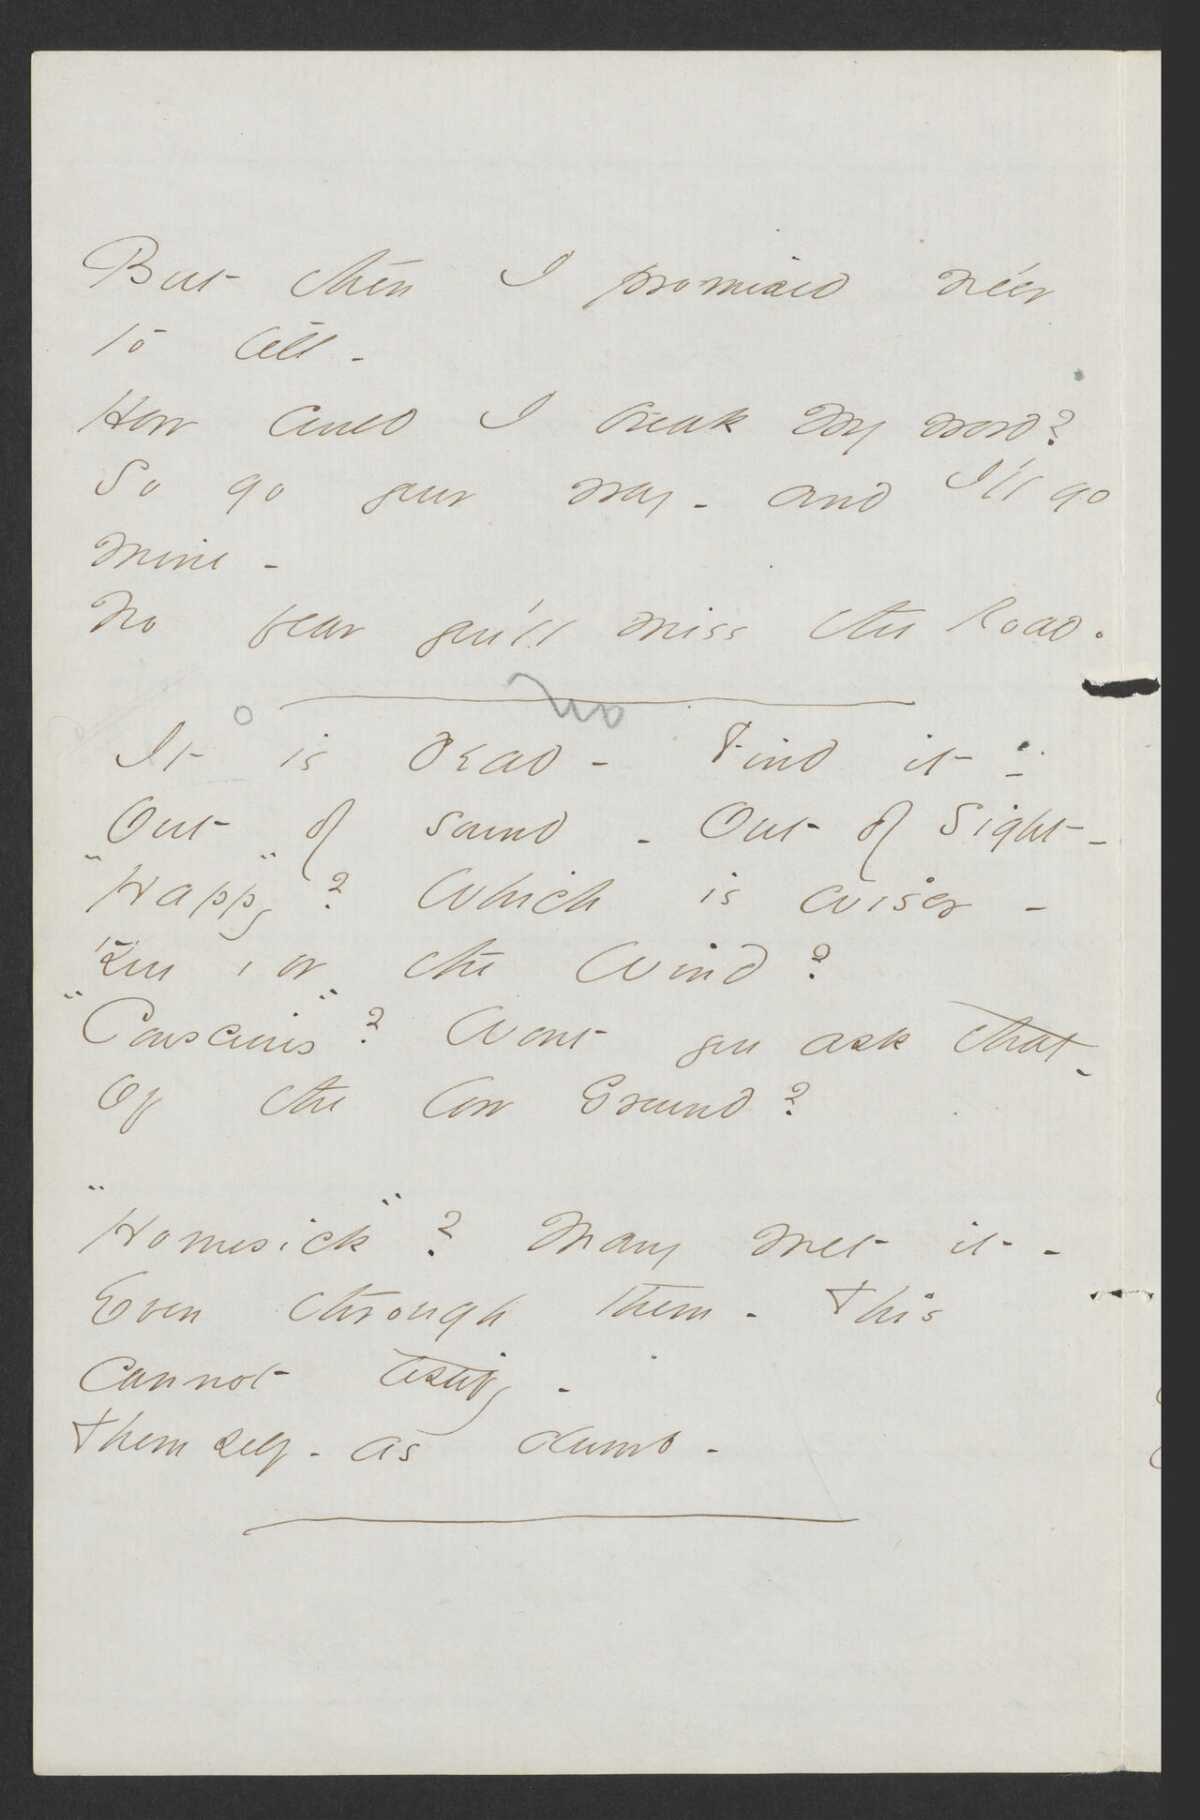 But then I promised ne'er
to tell -
How could I break My word?
So go your way - and I'll go
Mine -
No fear you'll miss the Road.
No
It is dead - Find it -
Out of sound - Out of Sight -
"Happy"? Which is wiser -
You, or the Wind?
"Conscious"? Wont you ask that -
Of the low Ground?
"Homesick"? Many met it -
Even through them - This
Cannot testify -
Themself - as dumb -